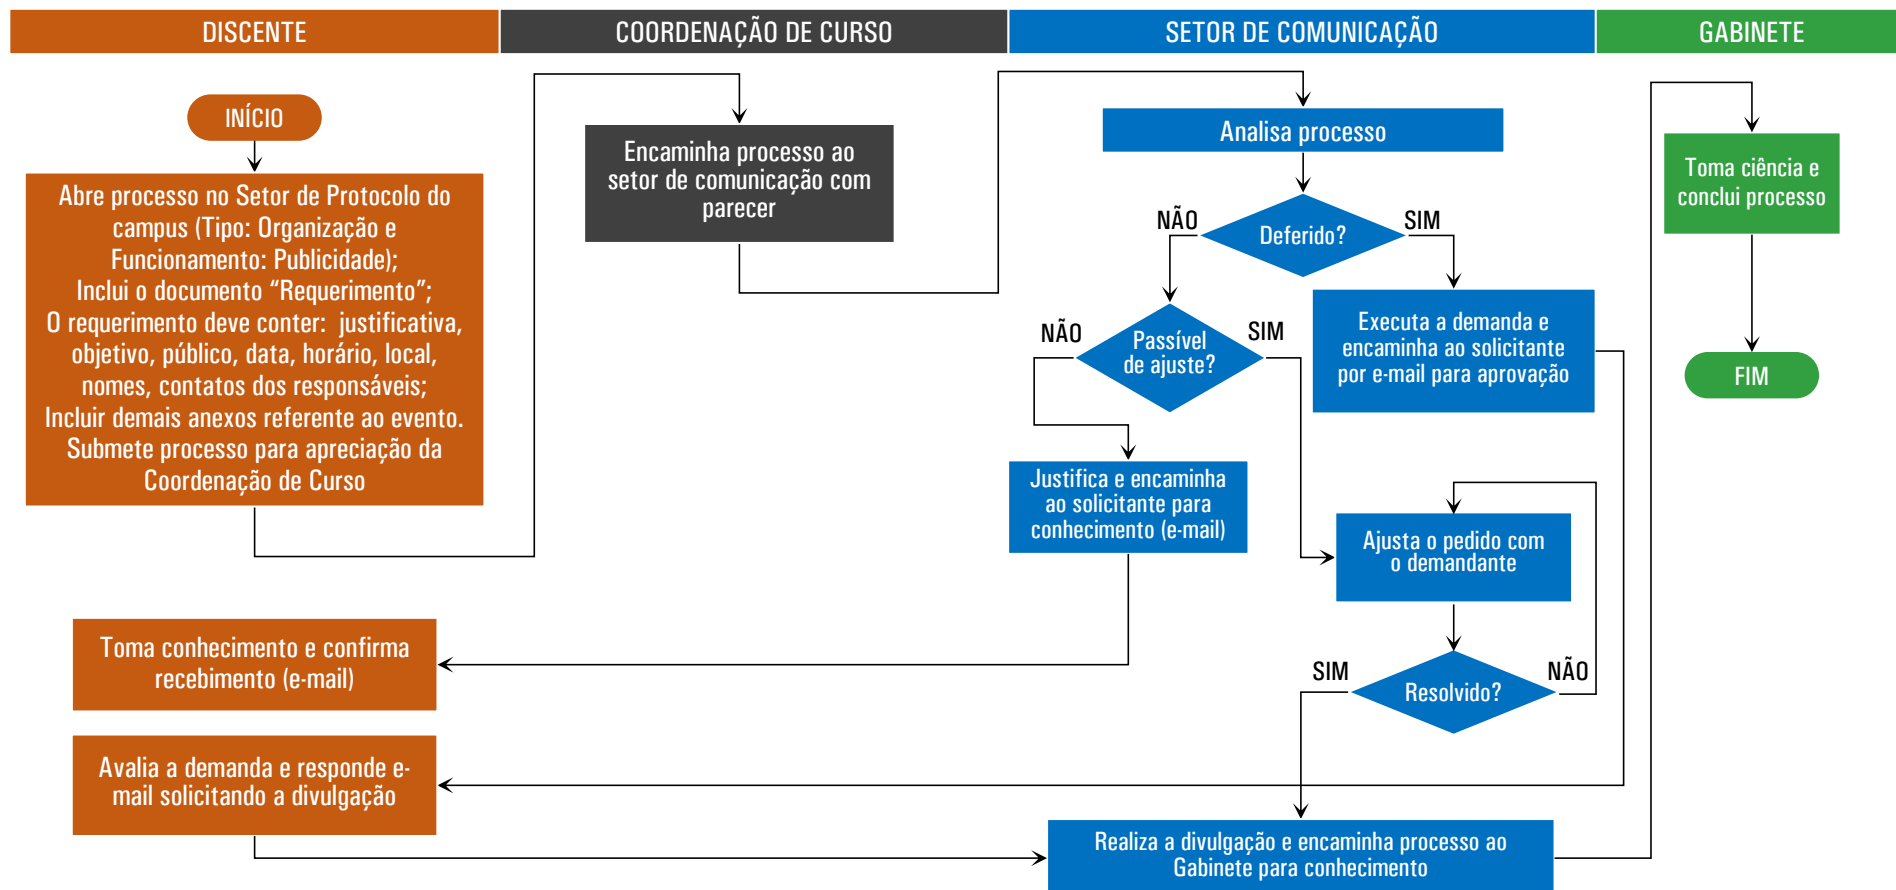 DISCENTE
COORDENAÇÃO DE CURSO
SETOR DE COMUNICAÇÃO
GABINETE
INÍCIO
Abre processo no Setor de Protocolo do
campus (Tipo: Organização e
Funcionamento: Publicidade);
Inclui o documento “Requerimento”;
O requerimento deve conter: justificativa,
objetivo, público, data, horário, local,
nomes, contatos dos responsáveis;
Incluir demais anexos referente ao evento.
Submete processo para apreciação da
Coordenação de Curso
Encaminha processo ao
setor de comunicação com
parecer
Analisa processo
NÃO
SIM
Deferido?
Executa a demanda e
encaminha ao solicitante
por e-mail para aprovação
NÃO
SIM
Passível
de ajuste?
Justifica e encaminha
ao solicitante para
conhecimento (e-mail)
Ajusta o pedido com
o demandante
SIM
NÃO
Resolvido?
Toma conhecimento e confirma
recebimento (e-mail)
Avalia a demanda e responde e-
mail solicitando a divulgação
Realiza a divulgação e encaminha processo ao
Gabinete para conhecimento
Toma ciência e
conclui processo
FIM